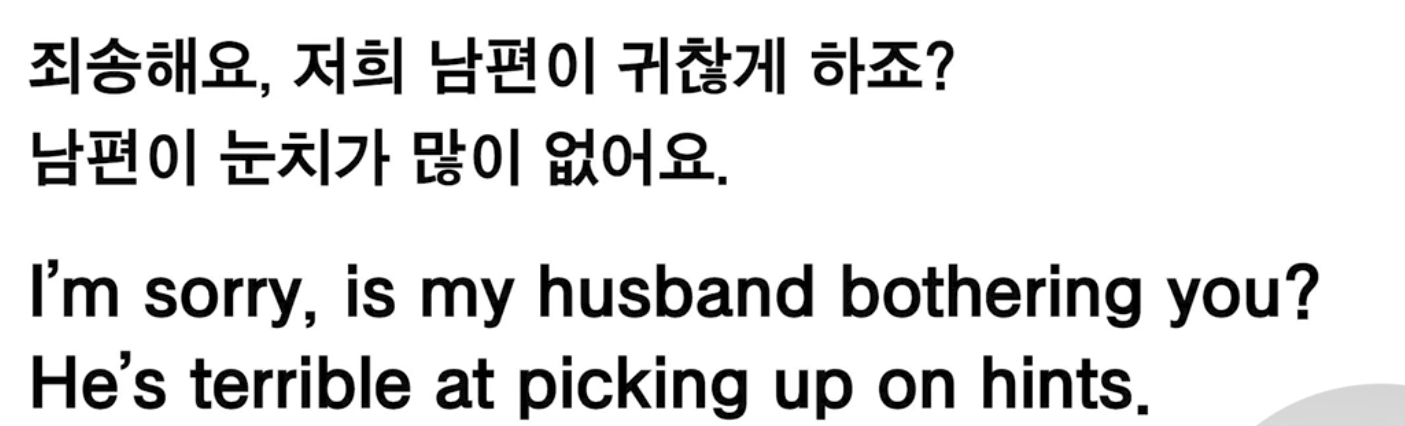 죄송해요, 저희 남편이 귀찮게 하죠?
남편이 눈치가 많이 없어요.
I’m sorry, is my husband bothering you?
He’s terrible at picking up on hints.